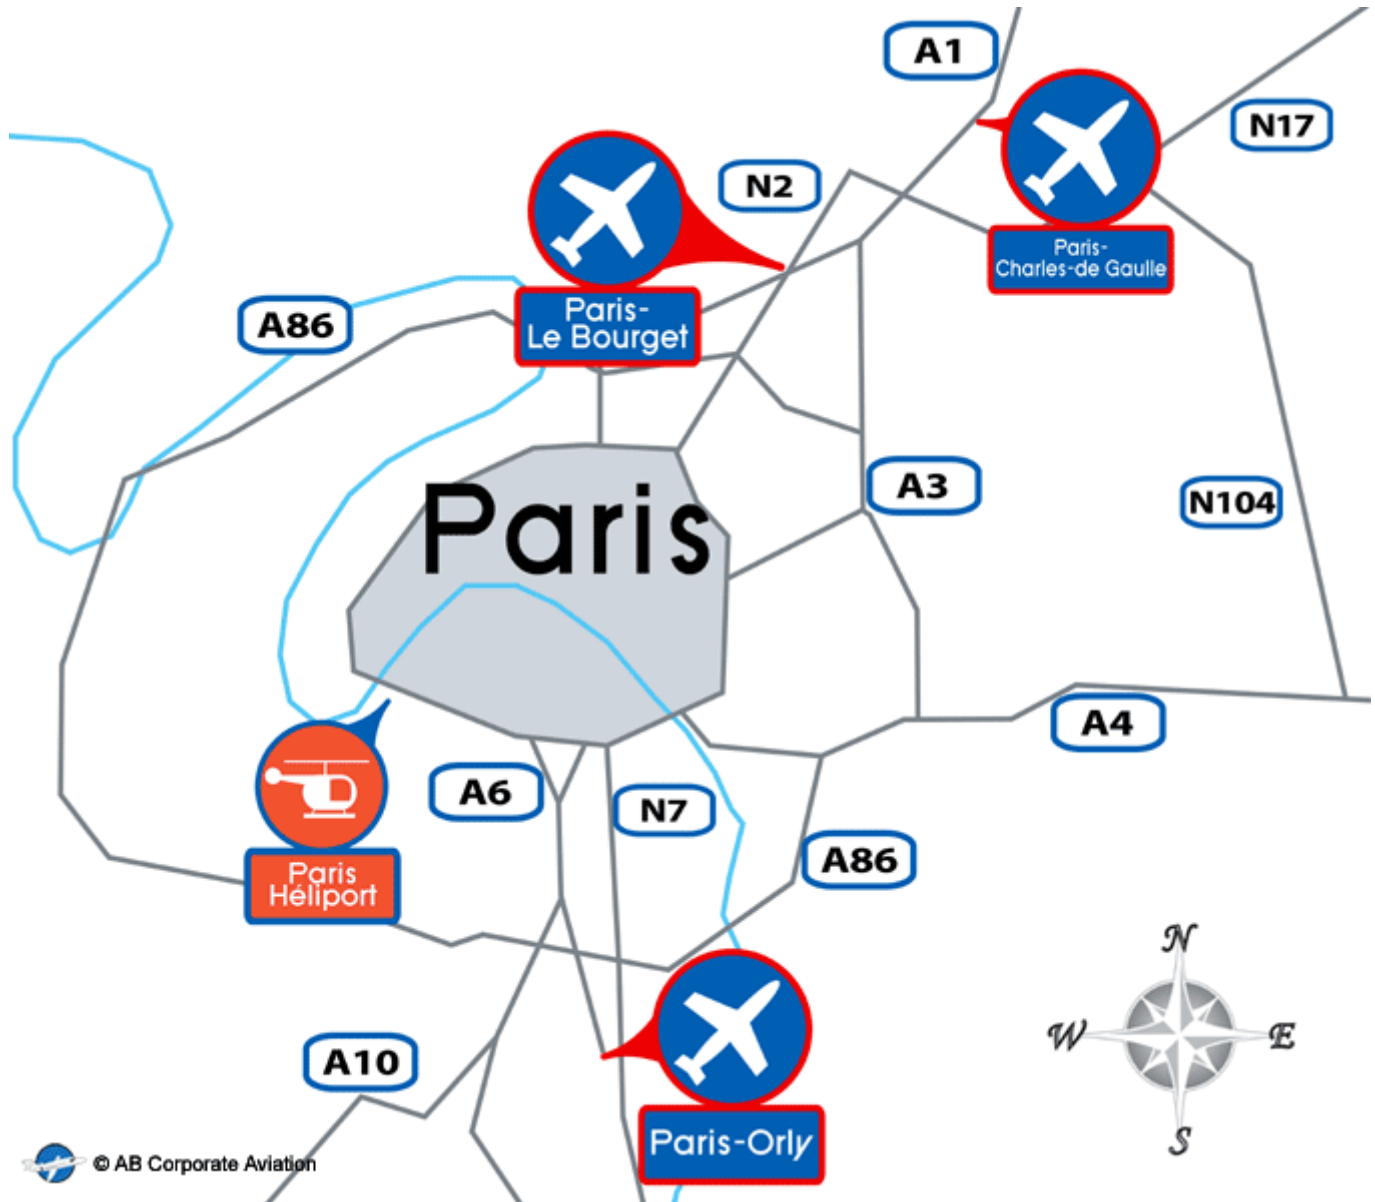 A1
N17
N2
Paris-
Charles-de Gaulle
A86
Paris-
Le Bourget
A3
N104
Paris
A4
A6
N7
A86
Paris
Héliport
N
W
E
S
A10
Paris-Orly
© AB Corporate Aviation